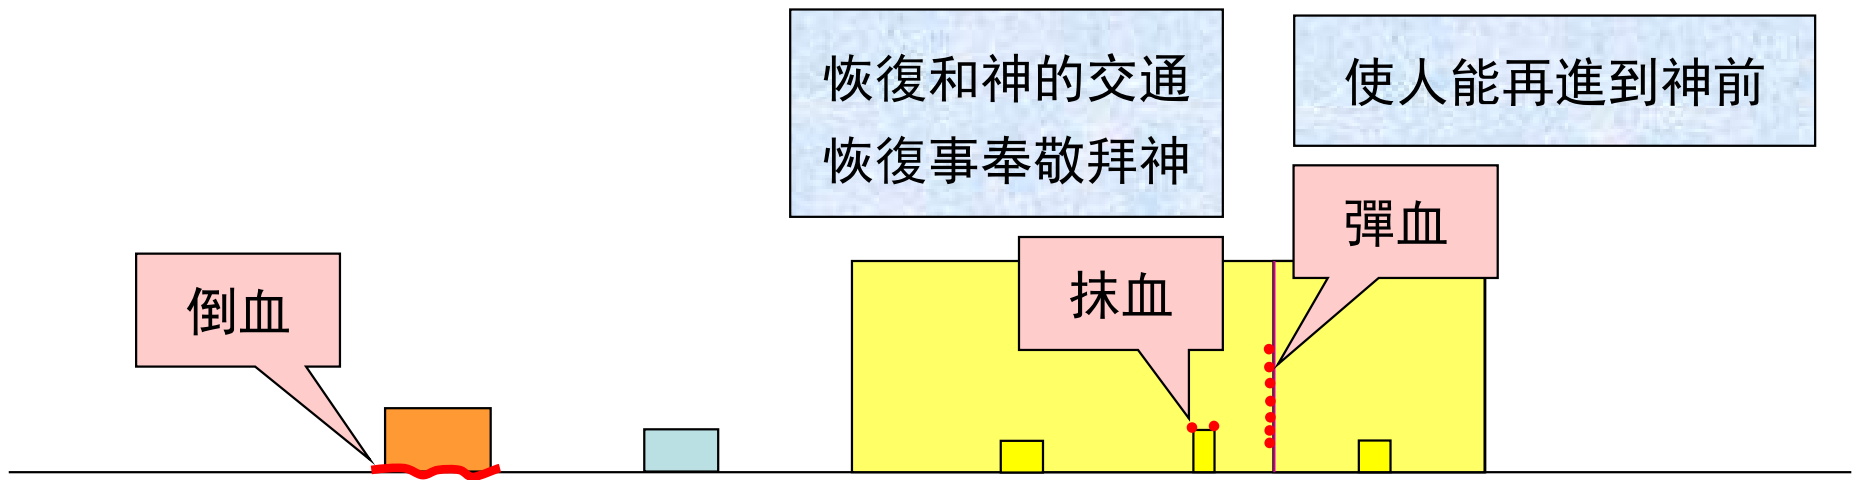 恢復和神的交通
恢復事奉敬拜神
使人能再進到神前
彈血
抹血
倒血